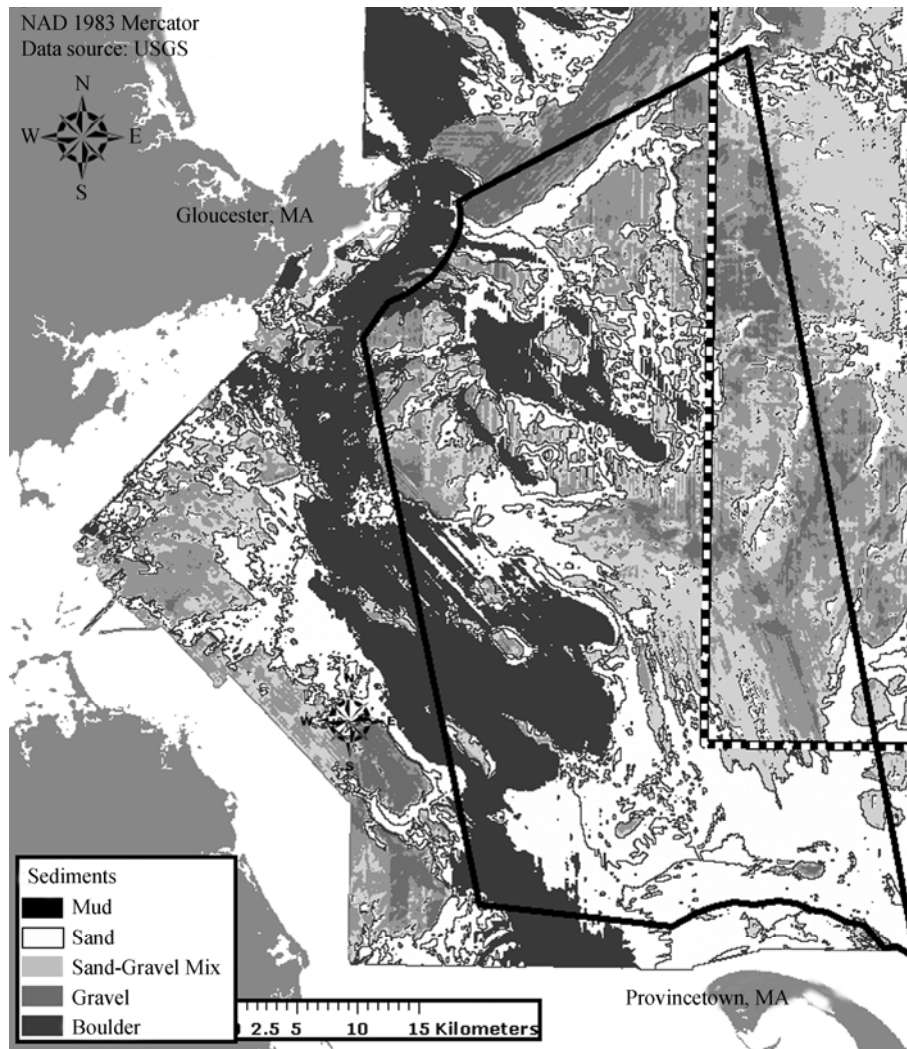 NAD 1983 Mercator
Data source: USGS
N
W E
S
Gloucester, MA
N
W E
S
Sediments
Mud
Sand
Sand-Gravel Mix
Gravel
Boulder
2.5 5 10 15 Kilometers
Provincetown, MA